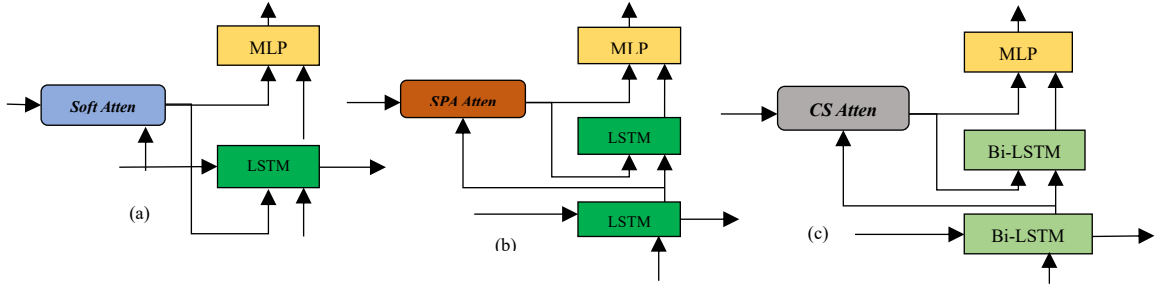 MLP
Soft Atten
LSTM
(a)
MLP
SPA Atten
LSTM
LSTM
(b)
MLP
CS Atten
Bi-LSTM
Bi-LSTM
(c)